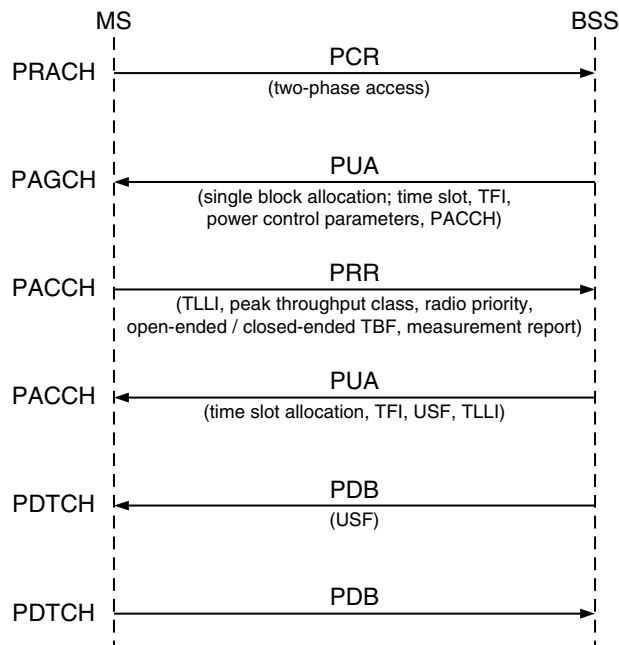 MS BSS
PRACH PCR
(two-phase access)
PAGCH PUA
(single block allocation; time slot, TFI,
power control parameters, PACCH)
PACCH PRR
(TLLI, peak throughput class, radio priority,
open-ended / closed-ended TBF, measurement report)
PACCH PUA
(time slot allocation, TFI, USF, TLLI)
PDTCH PDB
(USF)
PDTCH PDB